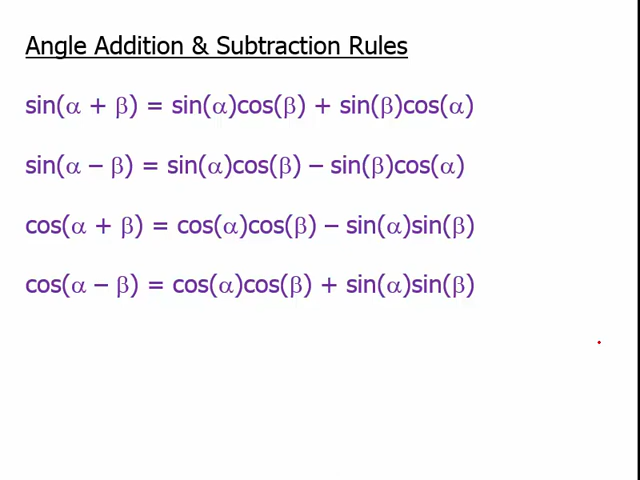 Angle Addition & Subtraction Rules
sin(α + β) = sin(α)cos(β) + sin(β)cos(α)
sin(α − β) = sin(α)cos(β) − sin(β)cos(α)
cos(α + β) = cos(α)cos(β) − sin(α)sin(β)
cos(α − β) = cos(α)cos(β) + sin(α)sin(β)